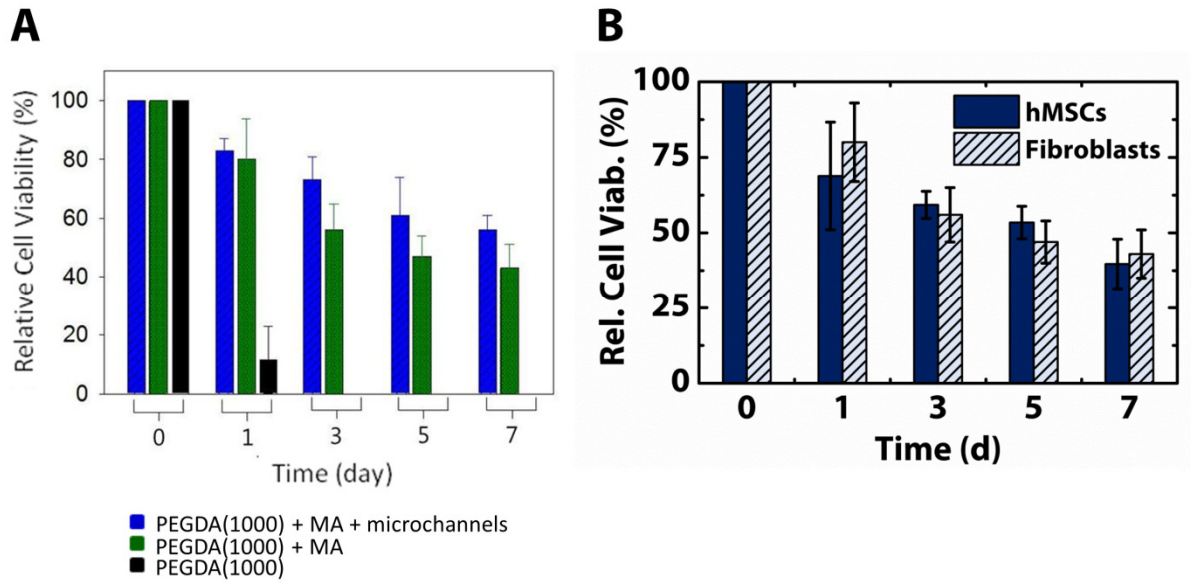 A
Relative Cell Viability (%)
100
80
60
40
20
0
0 1 3 5 7
Time (day)
PEGDA(1000) + MA + microchannels
PEGDA(1000) + MA
PEGDA(1000)
B
Rel. Cell Viab. (%)
100
75
50
25
0
hMSCs
Fibroblasts
0 1 3 5 7
Time (d)